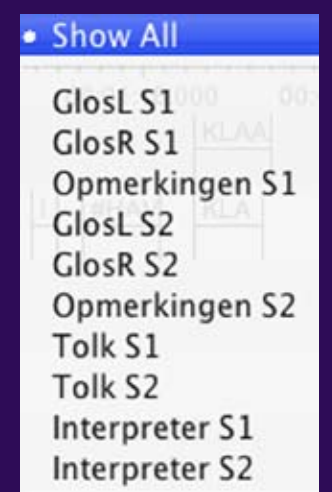 Show All
GlosL S1
GlosR S1
Opmerkingen S1
GlosL S2
GlosR S2
Opmerkingen S2
Tolk S1
Tolk S2
Interpreter S1
Interpreter S2